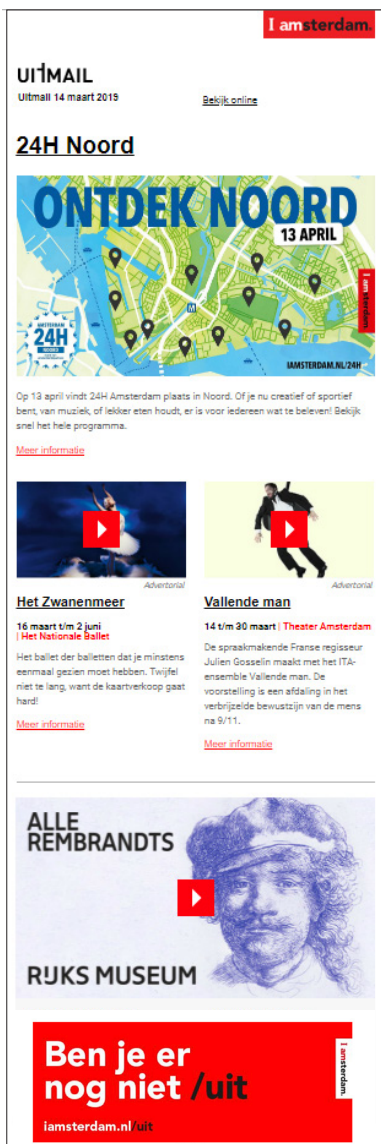 I amsterdam.
UITMAIL
Uitmail 14 maart 2019
Bekijk online
24H Noord
ONTDEK NOORD
13 APRIL
M
I amsterdam.
AMSTERDAM
24H
NOORD
IAMSTERDAM.NL/24H
Op 13 april vindt 24H Amsterdam plaats in Noord. Of je nu creatief of sportief
bent, van muziek, of lekker eten houdt, er is voor iedereen wat te beleven! Bekijk
snel het hele programma.
Meer informatie
Advertorial
Het Zwanenmeer
16 maart t/m 2 juni
| Het Nationale Ballet
Het ballet der balletten dat je minstens
eenmaal gezien moet hebben. Twijfel
niet te lang, want de kaartverkoop gaat
hard!
Meer informatie
Advertorial
Vallende man
14 t/m 30 maart | Theater Amsterdam
De spraakmakende Franse regisseur
Julien Gosselin maakt met het ITA-
ensemble Vallende man. De
voorstelling is een afdaling in het
verbrijzelde bewustzijn van de mens
na 9/11.
Meer informatie
ALLE
REMBRANDTS
RIJKS MUSEUM
Ben je er
nog niet /uit
I amsterdam.
iamsterdam.nl/uit